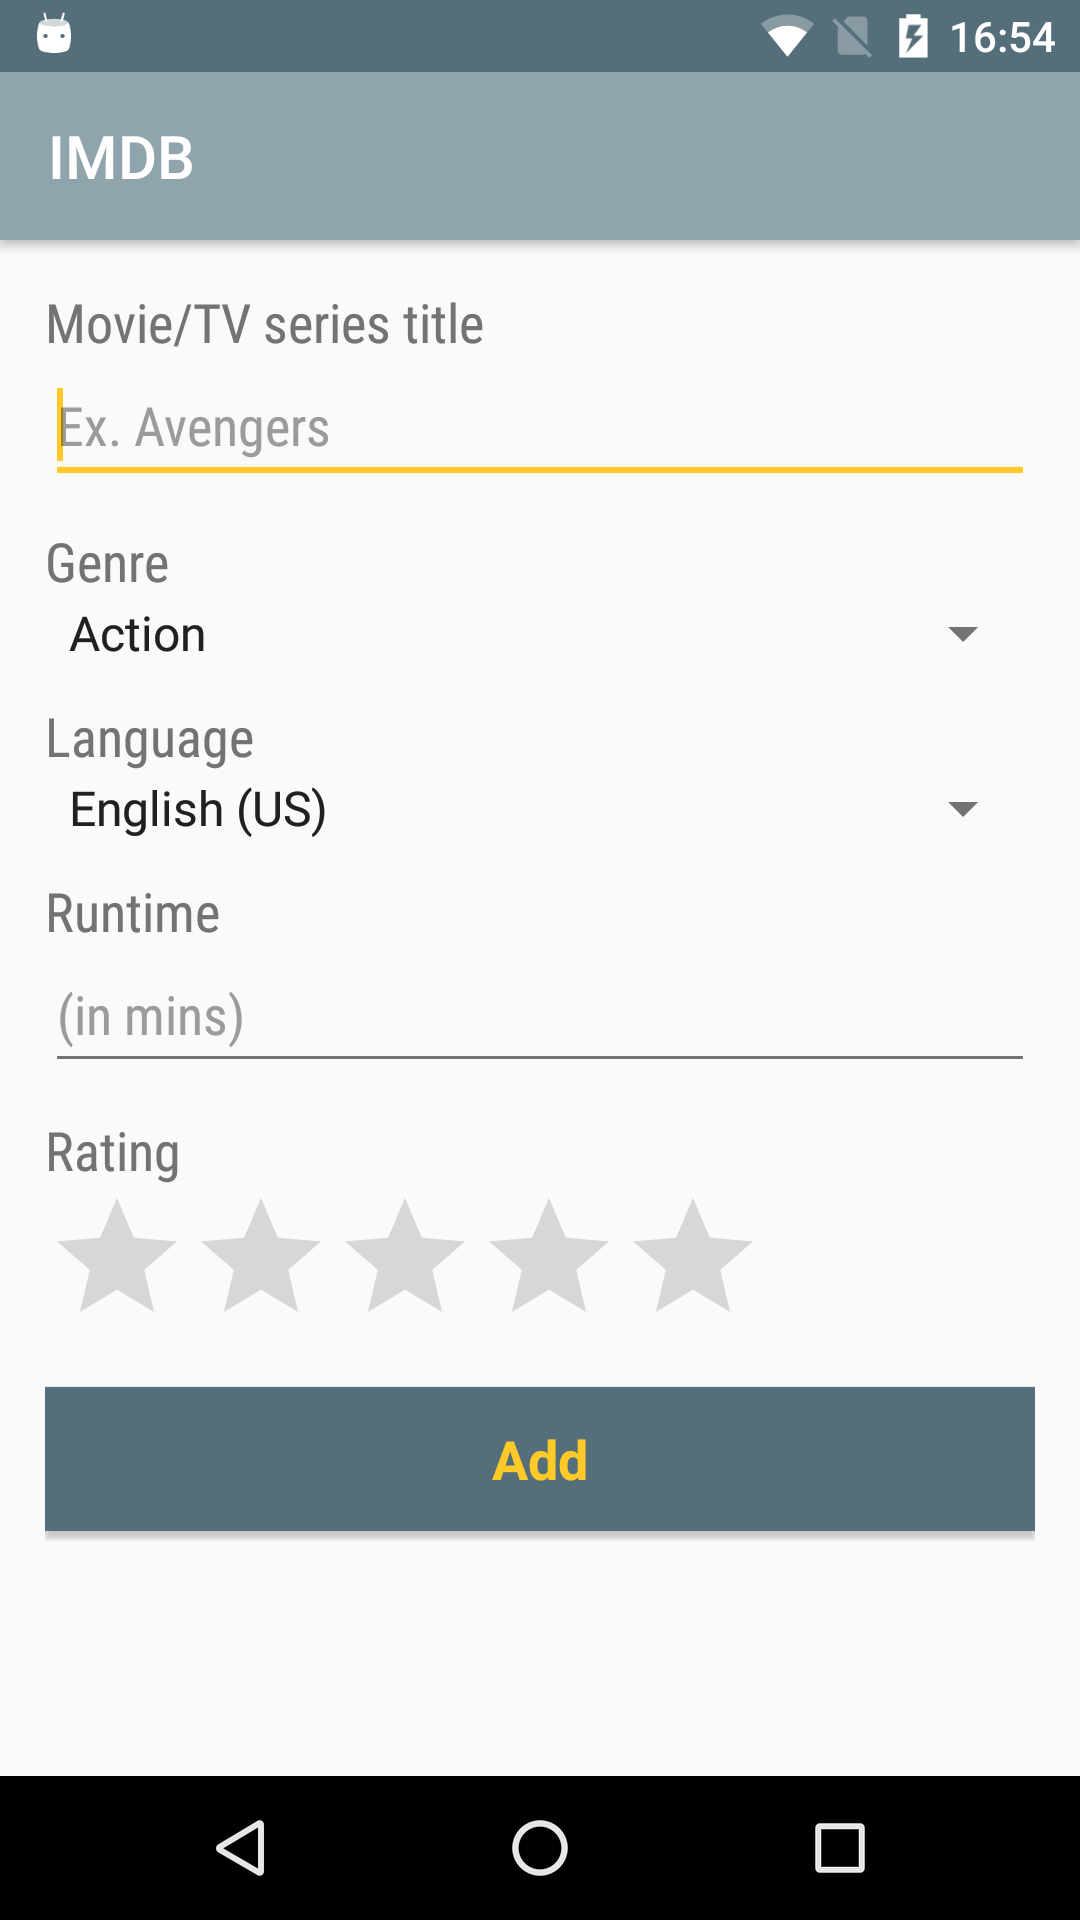 16:54
IMDB
Movie/TV series title
Ex. Avengers
Genre
Action
Language
English (US)
Runtime
(in mins)
Rating
Add